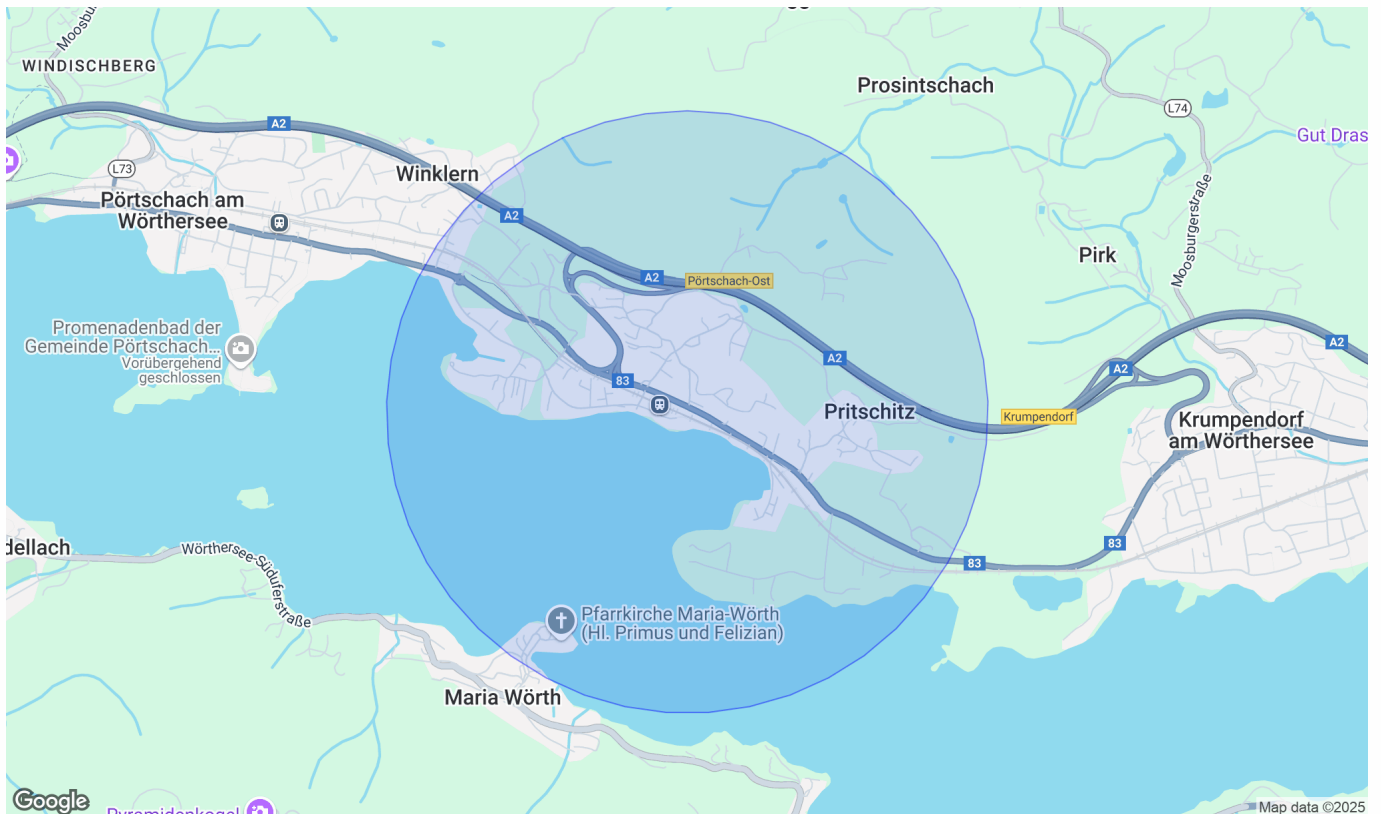 Moosbu
WINDISCHBERG
Prosintschach
L74
A2
Gut Dras
L73
Winklern
Pörtschach am
Wörthersee
A2
Moosburgerstraße
Pirk
A2
Pörtschach-Ost
Promenadenbad der
Gemeinde Pörtschach...
Vorübergehend
geschlossen
A2
A2
A2
83
Pritschitz
Krumpendorf
Krumpendorf
am Wörthersee
dellach
Wörthersee-Süduferstraße
83
83
Pfarrkirche Maria-Wörth
(Hl. Primus und Felizian)
Maria Wörth
Google
Pyramidenkogel
Map data ©2025